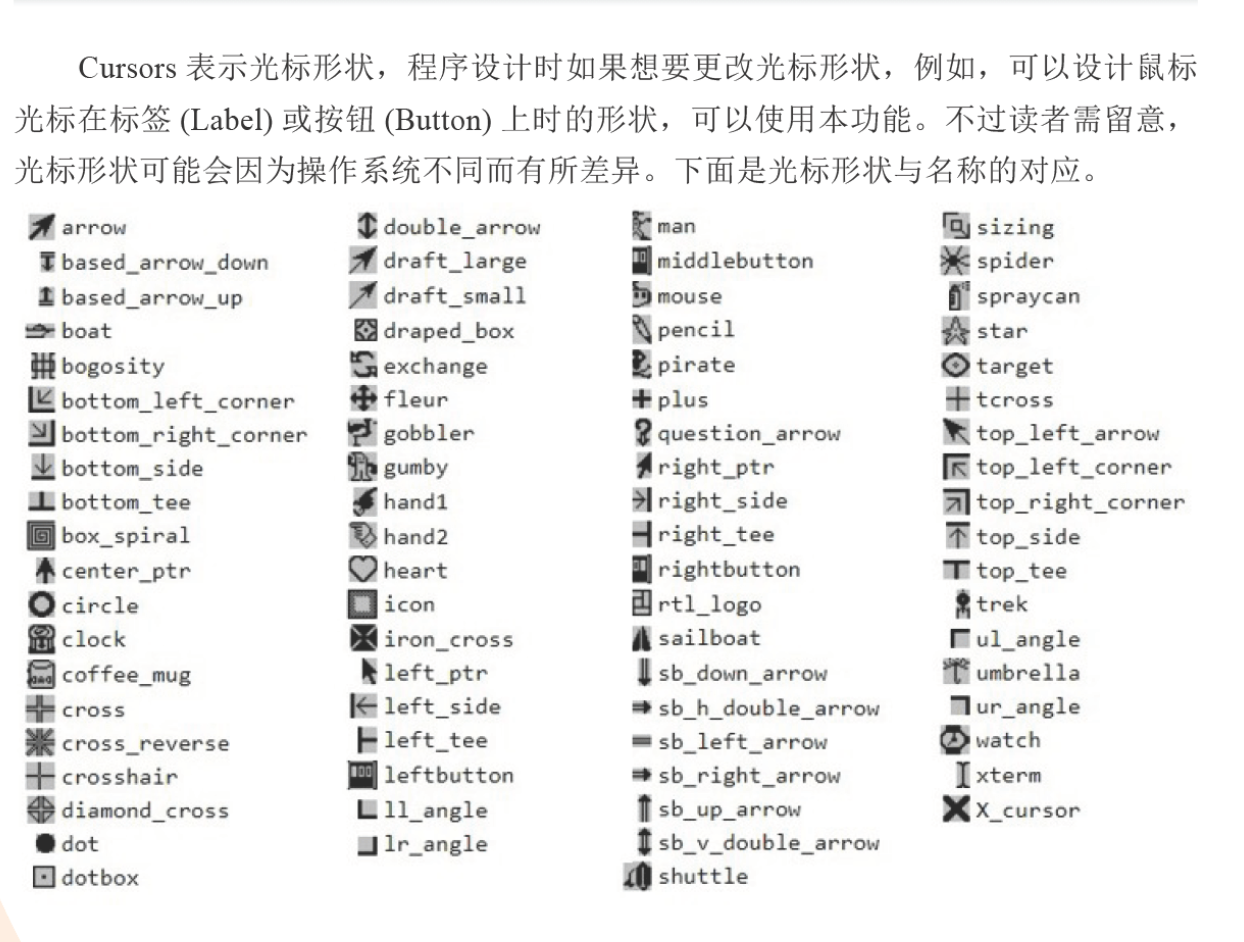 Cursors 表示光标形状，程序设计时如果想要更改光标形状，例如，可以设计鼠标
光标在标签 (Label) 或按钮 (Button) 上时的形状，可以使用本功能。不过读者需留意，
光标形状可能会因为操作系统不同而有所差异。下面是光标形状与名称的对应。
arrow
based_arrow_down
based_arrow_up
boat
bogosity
bottom_left_corner
bottom_right_corner
bottom_side
bottom_tee
box_spiral
center_ptr
circle
clock
coffee_mug
cross
cross_reverse
crosshair
diamond_cross
dot
dotbox
double_arrow
draft_large
draft_small
draped_box
exchange
fleur
gobbler
gumby
hand1
hand2
heart
icon
iron_cross
left_ptr
left_side
left_tee
leftbutton
ll_angle
lr_angle
man
middlebutton
mouse
pencil
pirate
plus
question_arrow
right_ptr
right_side
right_tee
rightbutton
rtl_logo
sailboat
sb_down_arrow
sb_h_double_arrow
sb_left_arrow
sb_right_arrow
sb_up_arrow
sb_v_double_arrow
shuttle
sizing
spider
spraycan
star
target
tcross
top_left_arrow
top_left_corner
top_right_corner
top_side
top_tee
trek
ul_angle
umbrella
ur_angle
watch
xterm
X_cursor